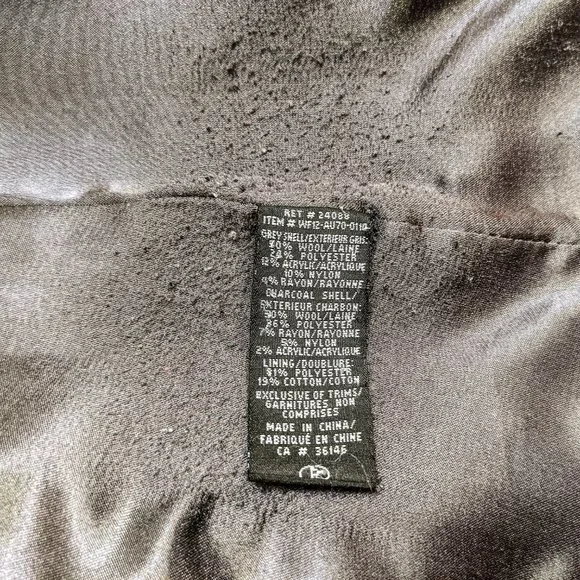 RET # 24088
ITEM # WF12-AU70-0110
GREY SHELL/EXTERIEUR GRIS:
50% WOOL/LAINE
24% POLYESTER
12% ACRYLIC/ACRYLIQUE
10% NYLON
4% RAYON/RAYONNE
CHARCOAL SHELL/
EXTERIEUR CHARBON:
50% WOOL/LAINE
36% POLYESTER
7% RAYON/RAYONNE
5% NYLON
2% ACRYLIC/ACRYLIQUE
LINING/DOUBLURE:
81% POLYESTER
19% COTTON/COTON
EXCLUSIVE OF TRIMS/
GARNITURES NON
COMPRISES
MADE IN CHINA/
FABRIQUÉ EN CHINE
CA # 36146